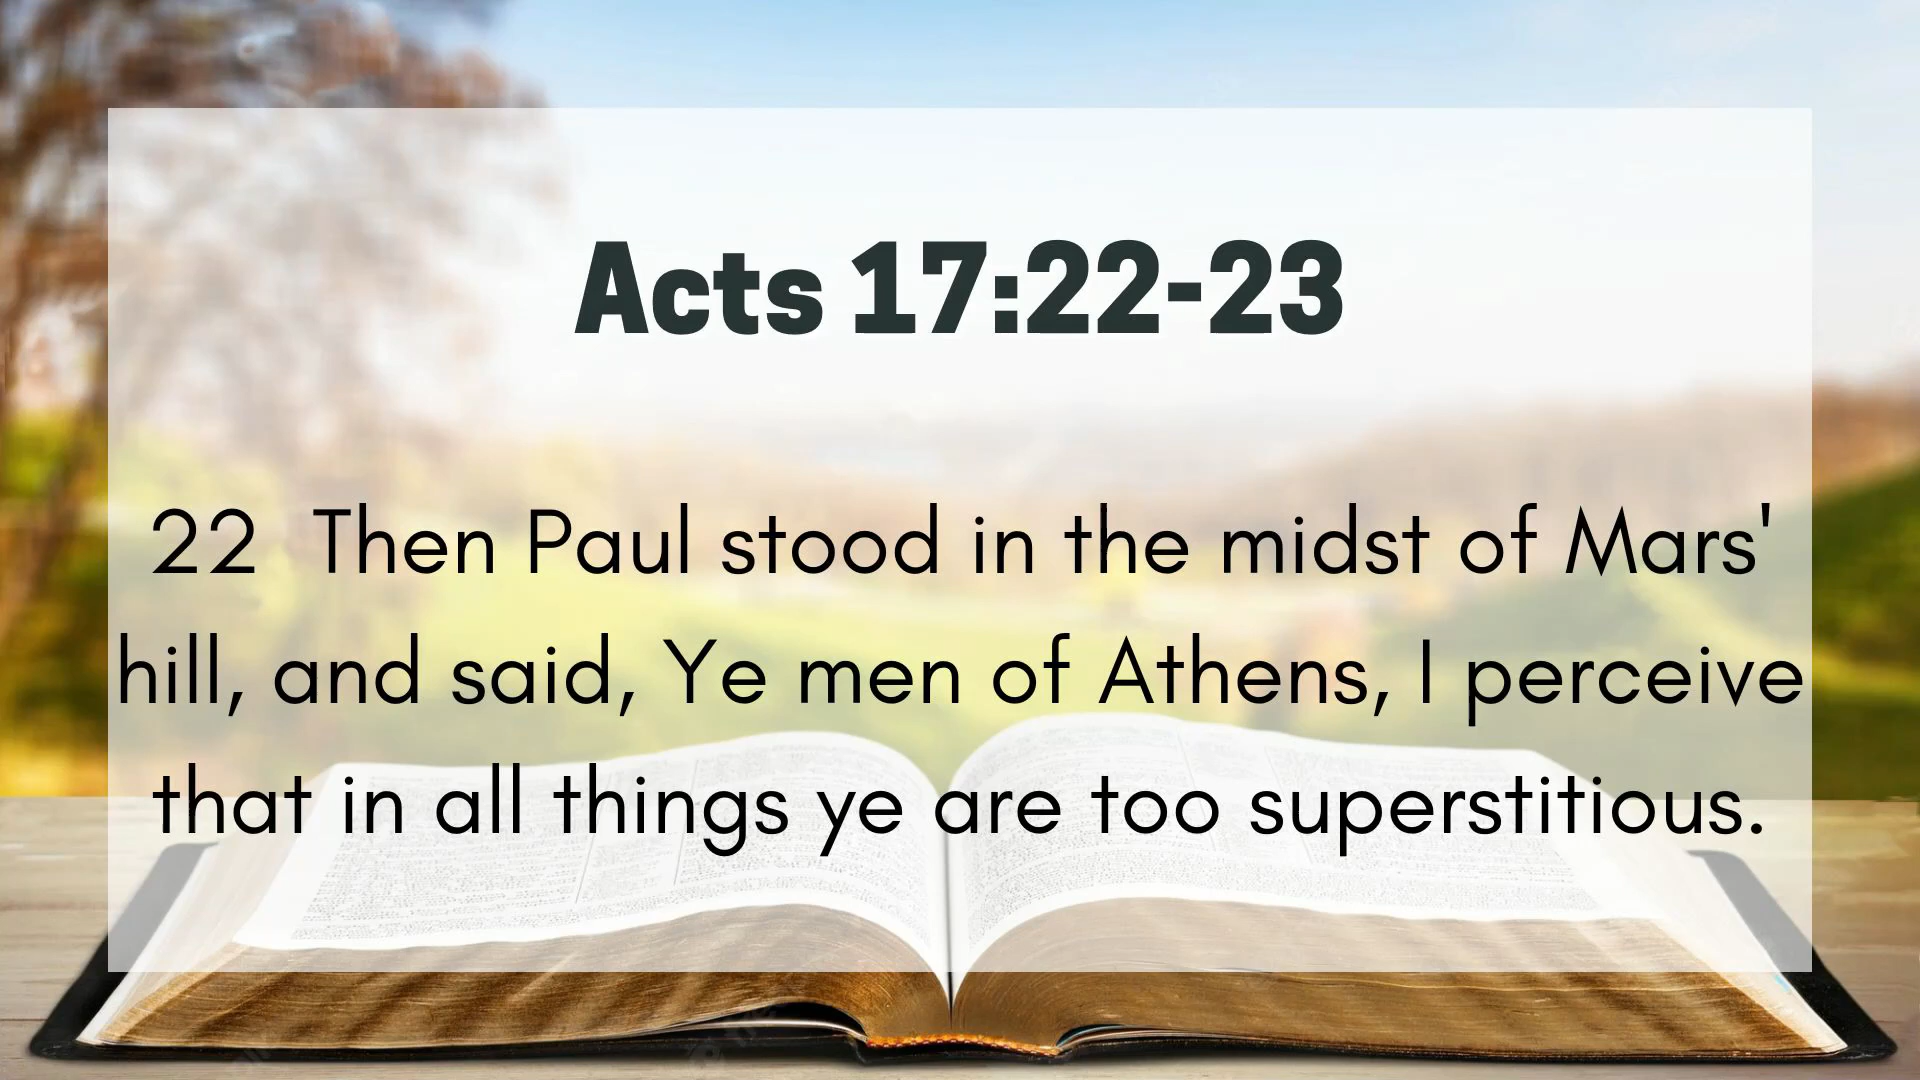 Acts 17:22-23
22  Then Paul stood in the midst of Mars'
hill, and said, Ye men of Athens, I perceive
that in all things ye are too superstitious.